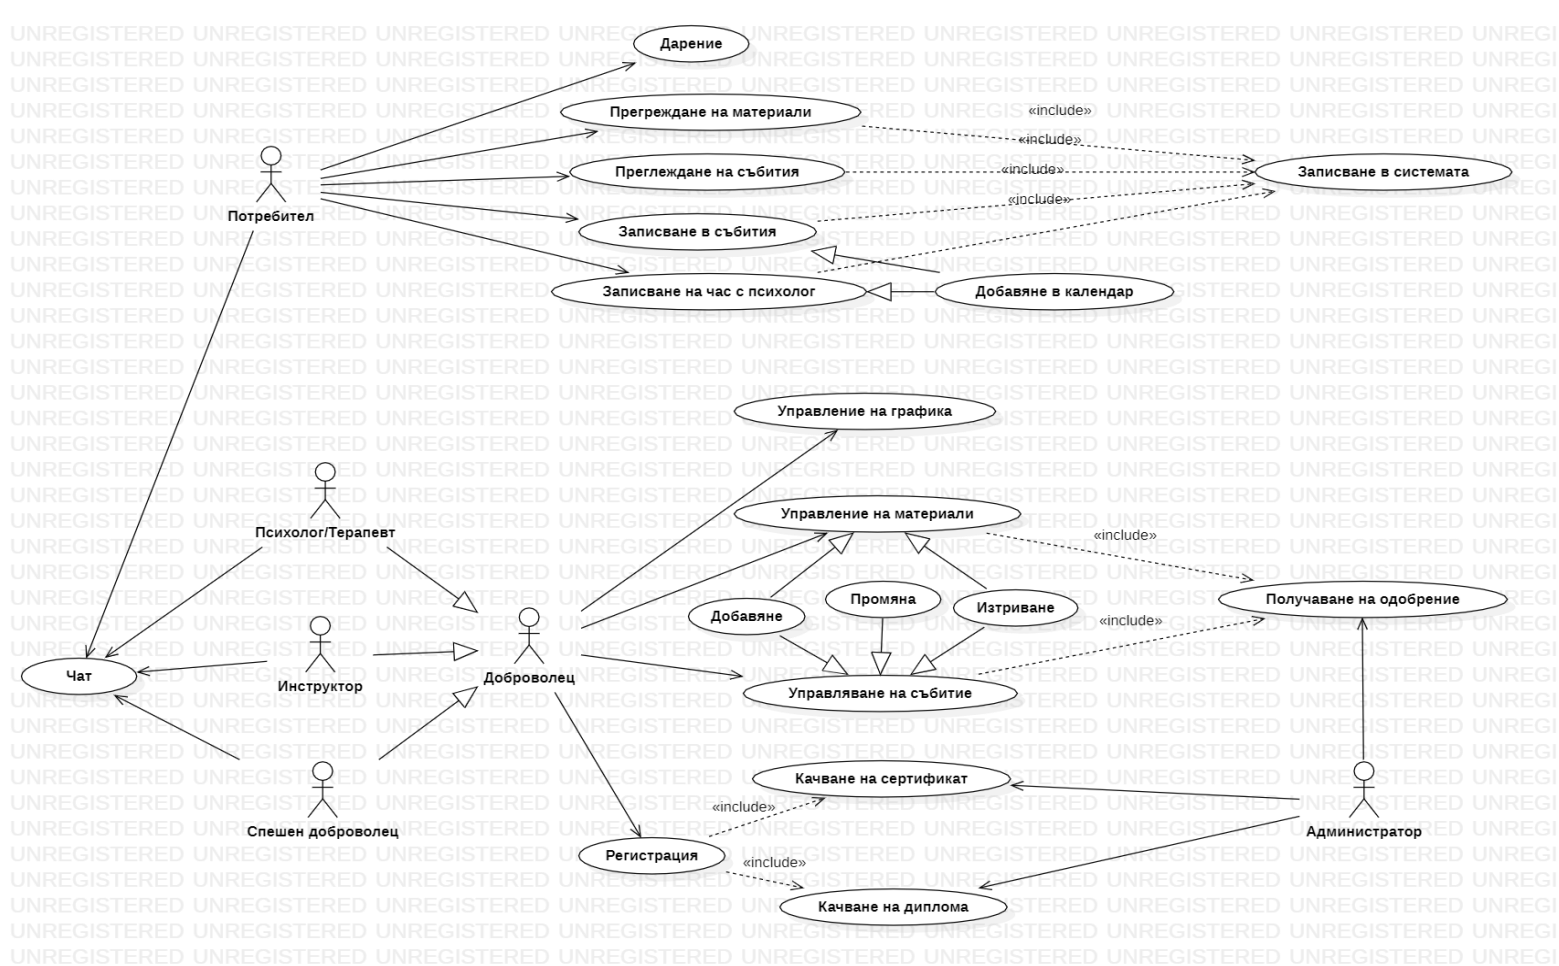 Дарение
Прегреждане на материали
«include»
«include»
Преглеждане на събития
«include»
Записване в системата
«include»
Потребител
Записване в събития
Записване на час с психолог
Добавяне в календар
Управление на графика
Психолог/Терапевт
Управление на материали
«include»
Добавяне
Промяна
Изтриване
Получаване на одобрение
«include»
Чат
Инструктор
Доброволец
Управляване на събитие
Качване на сертификат
«include»
Спешен доброволец
Администратор
Регистрация
«include»
Качване на диплома
UNREGISTERED